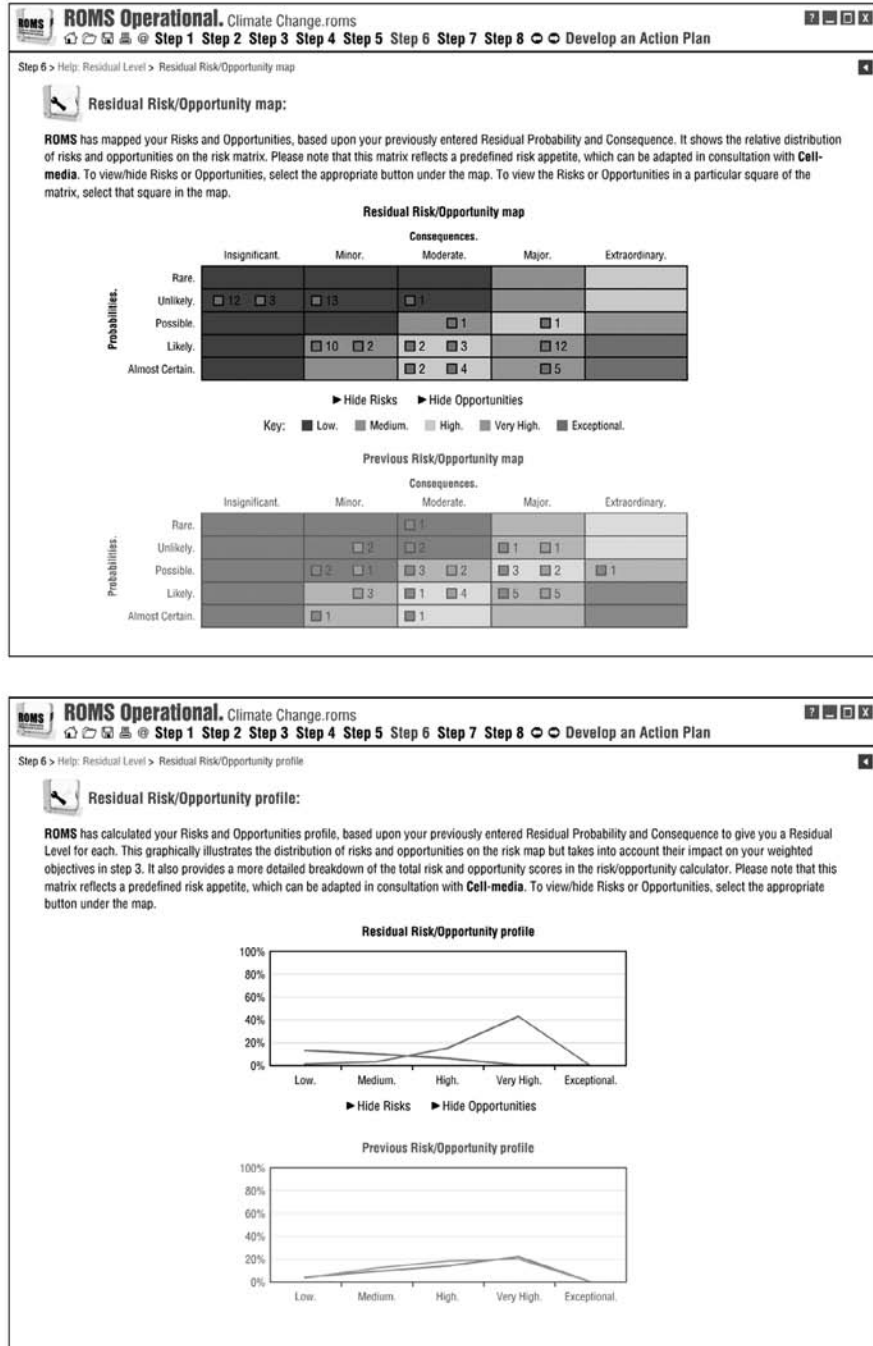 ROMS
ROMS Operational. Climate Change.roms
@ Step 1 Step 2 Step 3 Step 4 Step 5 Step 6 Step 7 Step 8 Develop an Action Plan
? X
Step 6 > Help: Residual Level > Residual Risk/Opportunity map
Residual Risk/Opportunity map:
ROMS has mapped your Risks and Opportunities, based upon your previously entered Residual Probability and Consequence. It shows the relative distribution
of risks and opportunities on the risk matrix. Please note that this matrix reflects a predefined risk appetite, which can be adapted in consultation with Cell-
media. To view/hide Risks or Opportunities, select the appropriate button under the map. To view the Risks or Opportunities in a particular square of the
matrix, select that square in the map.
Residual Risk/Opportunity map
Consequences.
Insignificant. Minor. Moderate. Major. Extraordinary.
Probabilities.
Rare.
Unlikely. 12 3 13 1
Possible. 1 1
Likely. 10 2 2 3 12
Almost Certain. 2 4 5
Hide Risks Hide Opportunities
Key: Low. Medium. High. Very High. Exceptional.
Previous Risk/Opportunity map
Consequences.
Insignificant. Minor. Moderate. Major. Extraordinary.
Probabilities.
Rare. 1
Unlikely. 2 2 1 1
Possible. 2 1 3 2 3 2 1
Likely. 3 1 4 5 5
Almost Certain. 1 1
ROMS
ROMS Operational. Climate Change.roms
@ Step 1 Step 2 Step 3 Step 4 Step 5 Step 6 Step 7 Step 8 Develop an Action Plan
? X
Step 6 > Help: Residual Level > Residual Risk/Opportunity profile
Residual Risk/Opportunity profile:
ROMS has calculated your Risks and Opportunities profile, based upon your previously entered Residual Probability and Consequence to give you a Residual
Level for each. This graphically illustrates the distribution of risks and opportunities on the risk map but takes into account their impact on your weighted
objectives in step 3. It also provides a more detailed breakdown of the total risk and opportunity scores in the risk/opportunity calculator. Please note that this
matrix reflects a predefined risk appetite, which can be adapted in consultation with Cell-media. To view/hide Risks or Opportunities, select the appropriate
button under the map.
Residual Risk/Opportunity profile
100%
80%
60%
40%
20%
0%
Low. Medium. High. Very High. Exceptional.
Hide Risks Hide Opportunities
Previous Risk/Opportunity profile
100%
80%
60%
40%
20%
0%
Low. Medium. High. Very High. Exceptional.